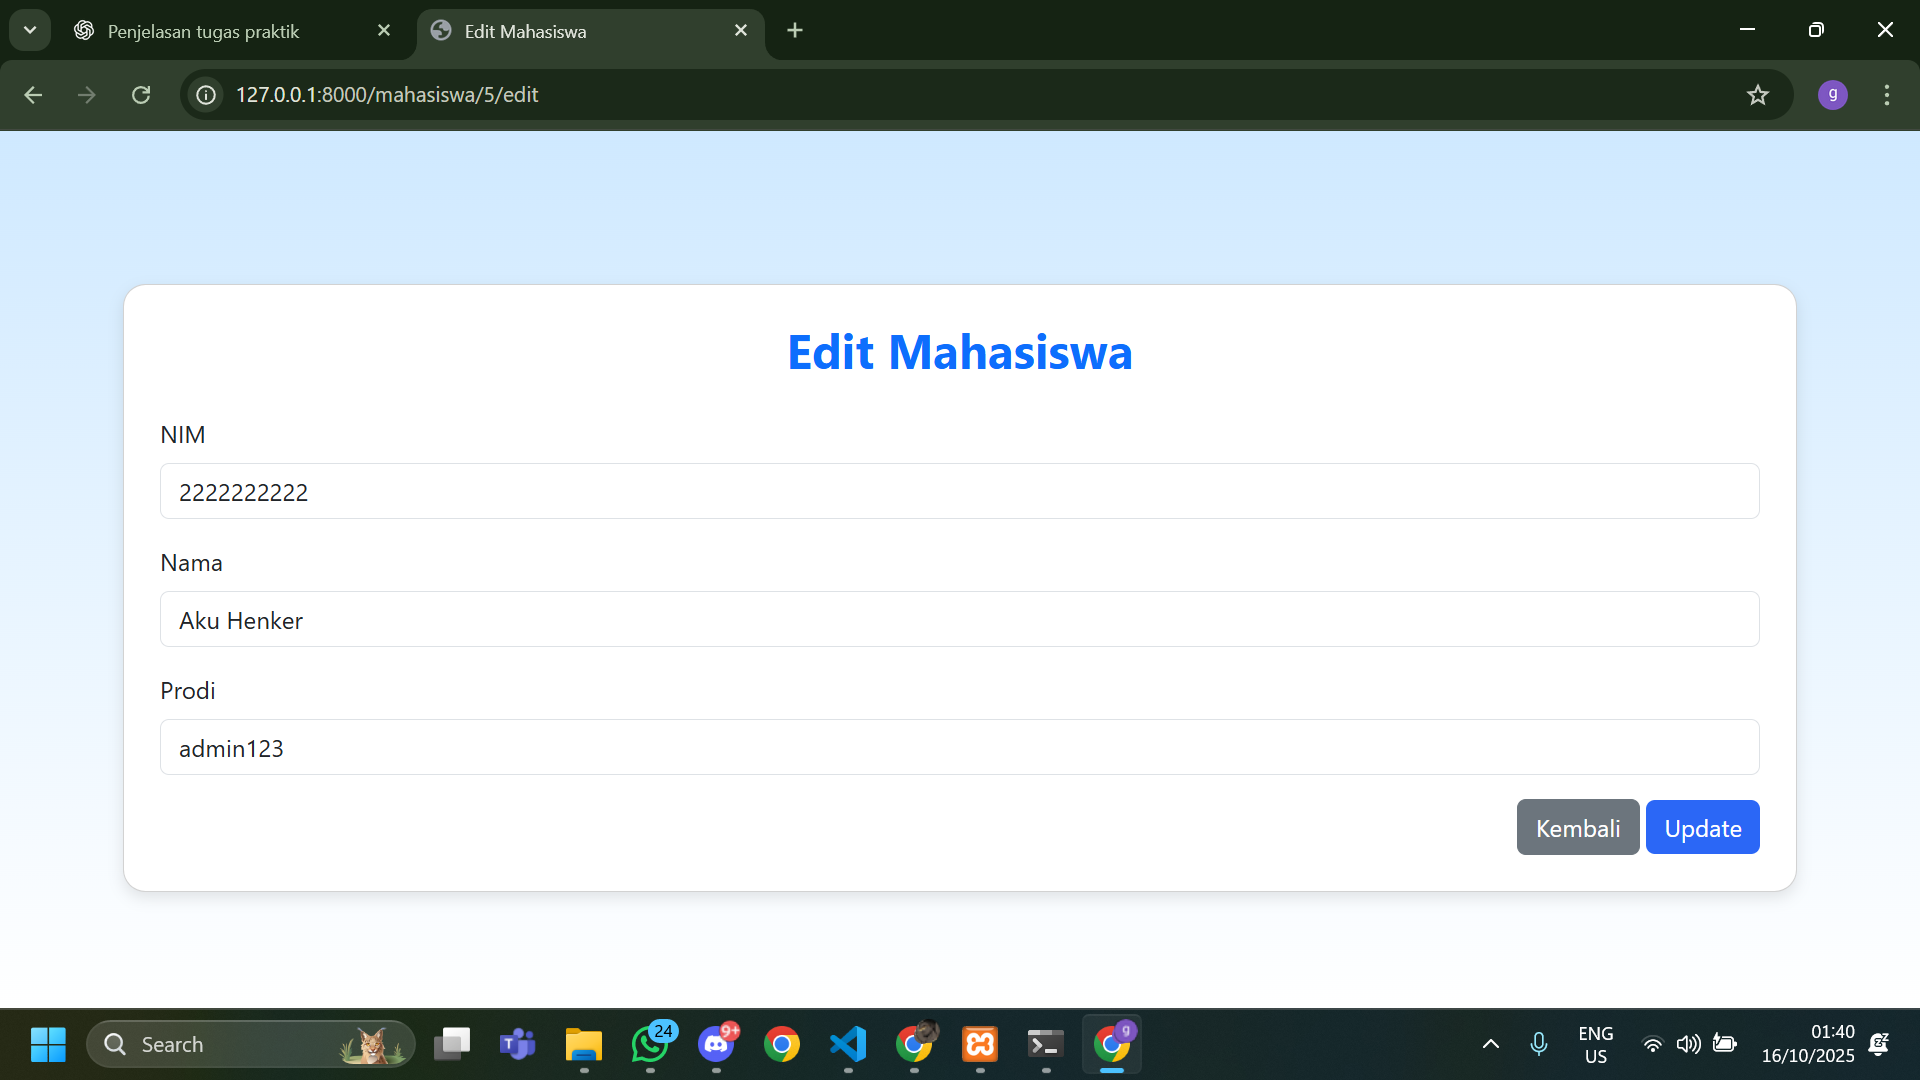 Penjelasan tugas praktik
Edit Mahasiswa
127.0.0.1:8000/mahasiswa/5/edit
g
Edit Mahasiswa
NIM
2222222222
Nama
Aku Henker
Prodi
admin123
Kembali
Update
Search
24
9+
g
ENG
US
01:40
16/10/2025